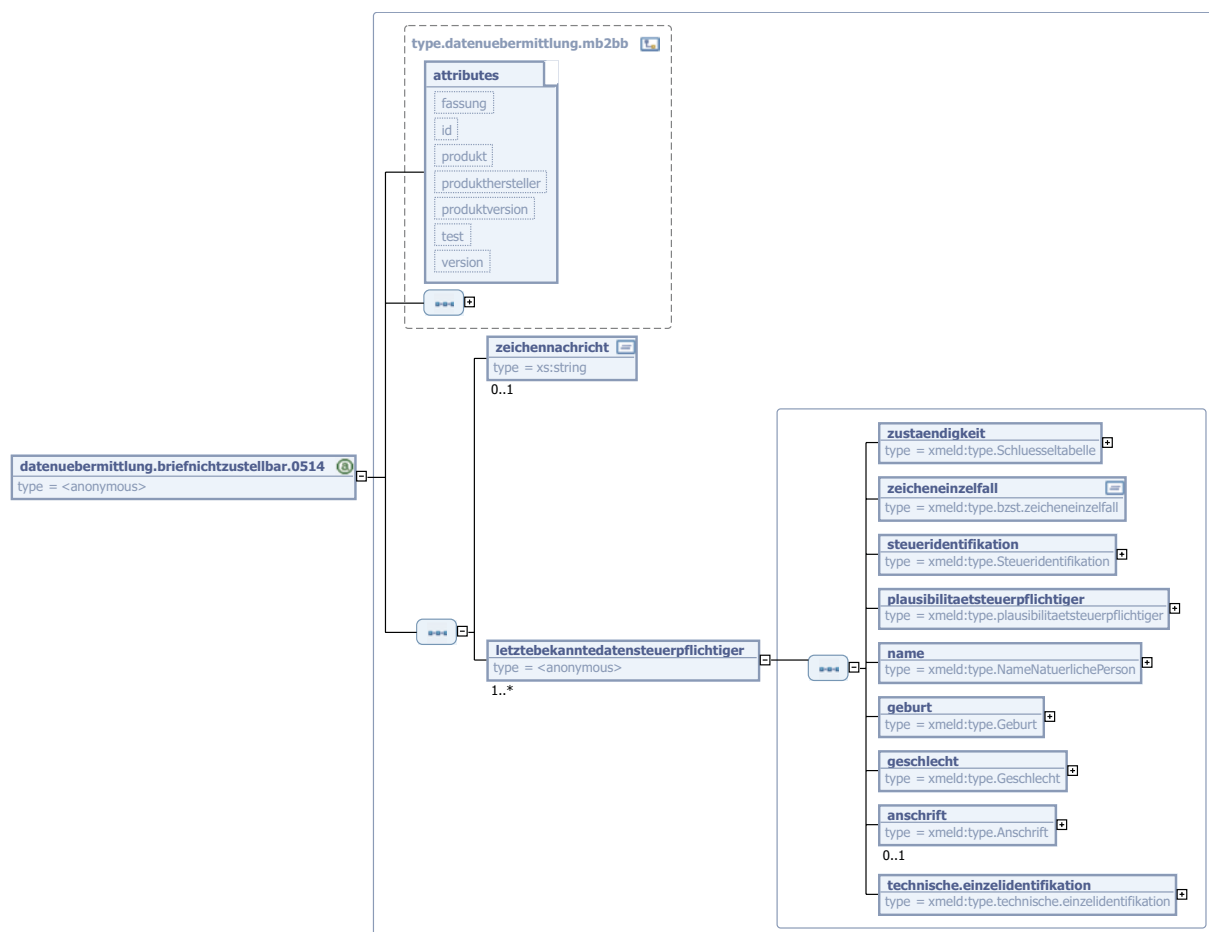 type.datenuebermittlung.mb2bb
attributes
fassung
id
produkt
produkthersteller
produktversion
test
version
zeichennachricht
type = xs:string
0..1
datenuebermittlung.briefnichtzustellbar.0514
type = <anonymous>
letztebekanntedatensteuerpflichtiger
type = <anonymous>
1..*
zustaendigkeit
type = xmeld:type.Schluesseltabelle
zeicheneinzelfall
type = xmeld:type.bzst.zeicheneinzelfall
steueridentifikation
type = xmeld:type.Steueridentifikation
plausibilitaetsteuerpflichtiger
type = xmeld:type.plausibilitaetsteuerpflichtiger
name
type = xmeld:type.NameNatuerlichePerson
geburt
type = xmeld:type.Geburt
geschlecht
type = xmeld:type.Geschlecht
anschrift
type = xmeld:type.Anschrift
0..1
technische.einzelidentifikation
type = xmeld:type.technische.einzelidentifikation